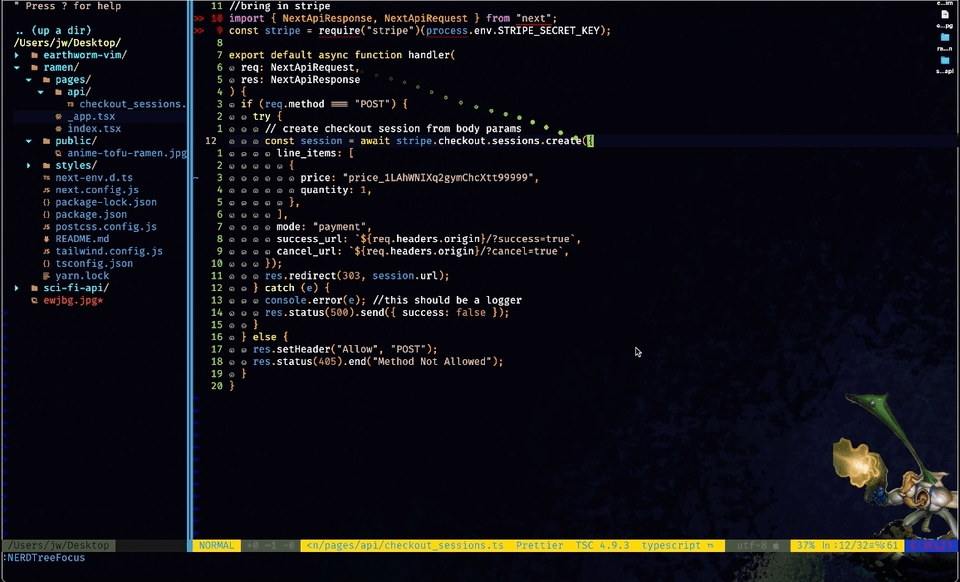 " Press ? for help
.. (up a dir)
/Users/jw/Desktop/
earthworm-vim/
ramen/
pages/
api/
checkout_sessions.
_app.tsx
index.tsx
public/
anime-tofu-ramen.jpg
styles/
next-env.d.ts
next.config.js
package-lock.json
package.json
postcss.config.js
README.md
tailwind.config.js
tsconfig.json
yarn.lock
sci-fi-api/
ewjbg.jpg*
11 //bring in stripe
>> 10 import { NextApiResponse, NextApiRequest } from "next";
>> 9 const stripe = require("stripe")(process.env.STRIPE_SECRET_KEY);
8
7 export default async function handler(
6 req: NextApiRequest,
5 res: NextApiResponse
4 ) {
3 if (req.method === "POST") {
2 try {
1 // create checkout session from body params
12 const session = await stripe.checkout.sessions.create({
1 line_items: [
2 {
~ 3 price: "price_1LAhWNIXq2gymChcXtt99999",
4 quantity: 1,
5 },
6 ],
7 mode: "payment",
8 success_url: `${req.headers.origin}/?success=true`,
9 cancel_url: `${req.headers.origin}/?cancel=true`,
10 });
11 res.redirect(303, session.url);
12 } catch (e) {
13 console.error(e); //this should be a logger
14 res.status(500).send({ success: false });
15 }
16 } else {
17 res.setHeader("Allow", "POST");
18 res.status(405).end("Method Not Allowed");
19 }
20 }
/Users/jw/Desktop
NORMAL +0 ~1 -0 <n/pages/api/checkout_sessions.ts Prettier TSC 4.9.3 typescript utf-8 37% ln:12/32
:NERDTreeFocus